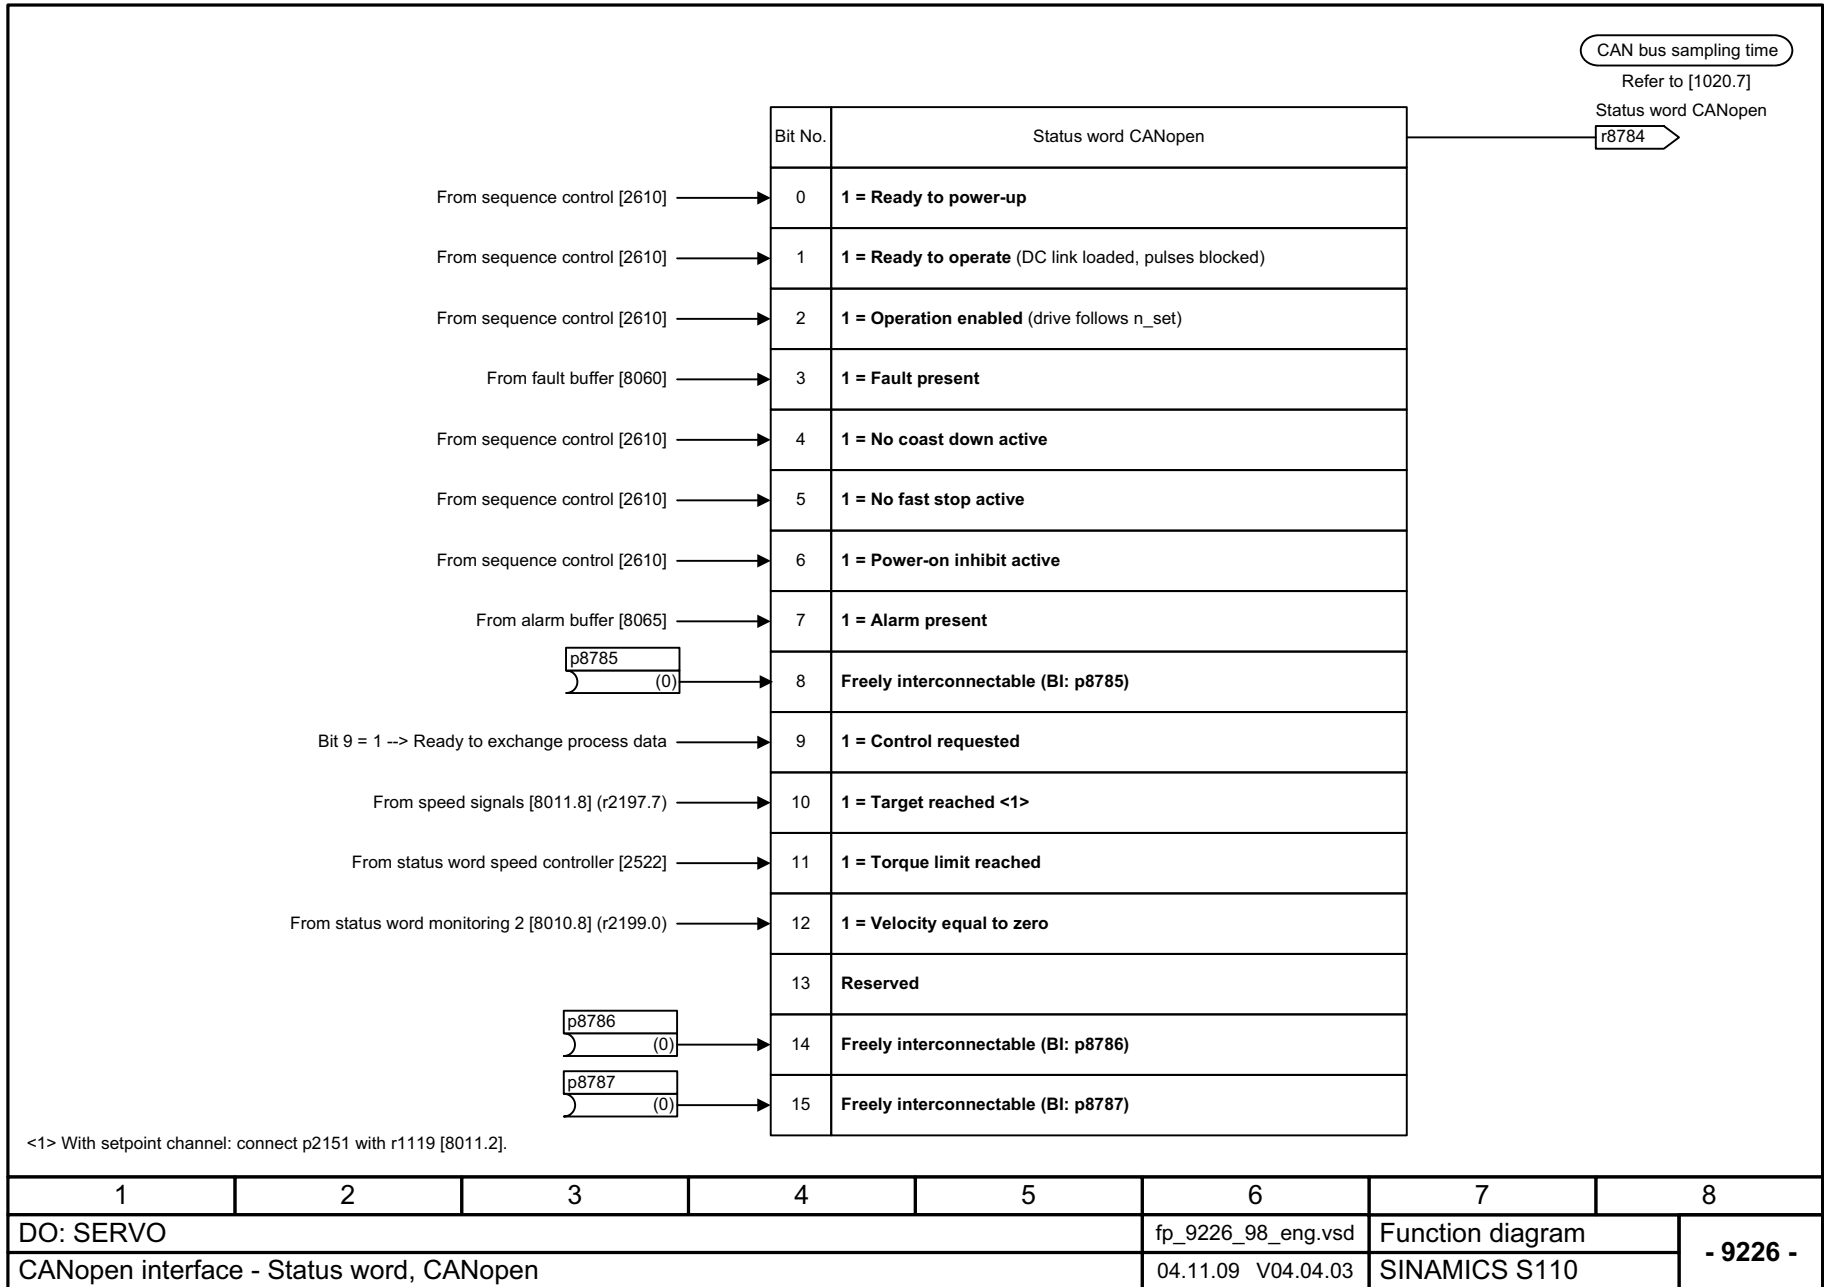 CAN bus sampling time
Refer to [1020.7]
Status word CANopen
r8784
Bit No. Status word CANopen
From sequence control [2610] 0 1 = Ready to power-up
From sequence control [2610] 1 1 = Ready to operate (DC link loaded, pulses blocked)
From sequence control [2610] 2 1 = Operation enabled (drive follows n_set)
From fault buffer [8060] 3 1 = Fault present
From sequence control [2610] 4 1 = No coast down active
From sequence control [2610] 5 1 = No fast stop active
From sequence control [2610] 6 1 = Power-on inhibit active
From alarm buffer [8065] 7 1 = Alarm present
p8785
(0) 8 Freely interconnectable (BI: p8785)
Bit 9 = 1 --> Ready to exchange process data 9 1 = Control requested
From speed signals [8011.8] (r2197.7) 10 1 = Target reached <1>
From status word speed controller [2522] 11 1 = Torque limit reached
From status word monitoring 2 [8010.8] (r2199.0) 12 1 = Velocity equal to zero
13 Reserved
p8786
(0) 14 Freely interconnectable (BI: p8786)
p8787
(0) 15 Freely interconnectable (BI: p8787)
<1> With setpoint channel: connect p2151 with r1119 [8011.2].
1 2 3 4 5 6 7 8
DO: SERVO fp_9226_98_eng.vsd Function diagram - 9226 -
CANopen interface - Status word, CANopen 04.11.09 V04.04.03 SINAMICS S110